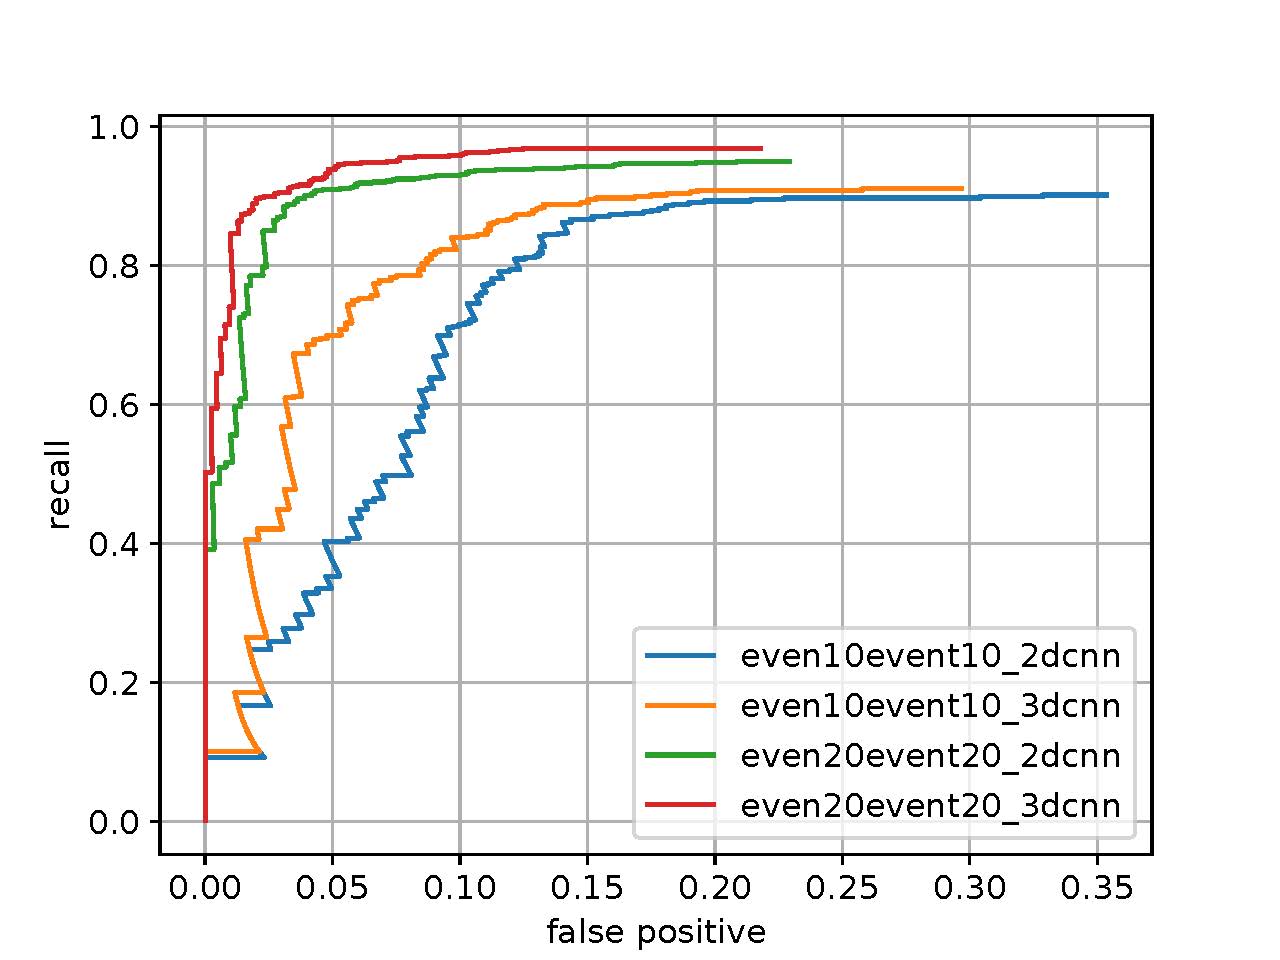 1.0
0.8
0.6
0.4
0.2
0.0
recall
even10event10_2dcnn
even10event10_3dcnn
even20event20_2dcnn
even20event20_3dcnn
0.00 0.05 0.10 0.15 0.20 0.25 0.30 0.35
false positive